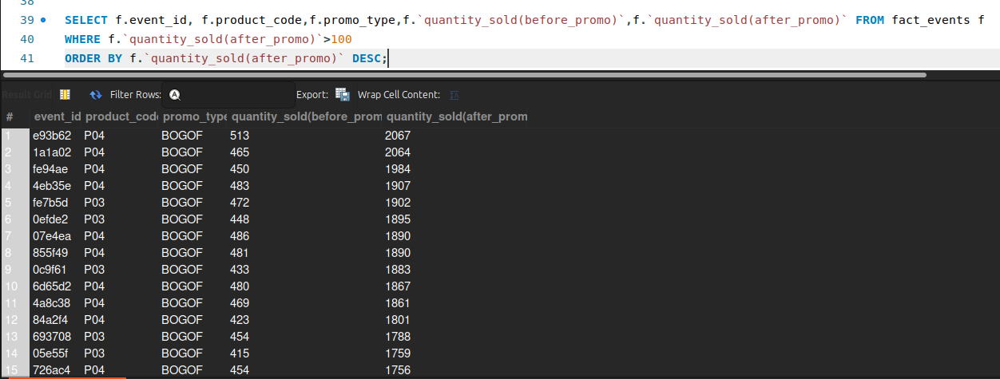 38
39 SELECT f.event_id, f.product_code,f.promo_type,f.`quantity_sold(before_promo)`,f.`quantity_sold(after_promo)` FROM fact_events f
40 WHERE f.`quantity_sold(after_promo)`>100
41 ORDER BY f.`quantity_sold(after_promo)` DESC;
Result Grid Filter Rows: A Export: Wrap Cell Content: IA
# event_id product_code promo_type quantity_sold(before_prom quantity_sold(after_prom
1 e93b62 P04 BOGOF 513 2067
2 1a1a02 P04 BOGOF 465 2064
3 fe94ae P04 BOGOF 450 1984
4 4eb35e P04 BOGOF 483 1907
5 fe7b5d P03 BOGOF 472 1902
6 0efde2 P03 BOGOF 448 1895
7 07e4ea P04 BOGOF 486 1890
8 855f49 P04 BOGOF 481 1890
9 0c9f61 P03 BOGOF 433 1883
10 6d65d2 P04 BOGOF 480 1867
11 4a8c38 P04 BOGOF 469 1861
12 84a2f4 P04 BOGOF 423 1801
13 693708 P03 BOGOF 454 1788
14 05e55f P03 BOGOF 415 1759
15 726ac4 P04 BOGOF 454 1756